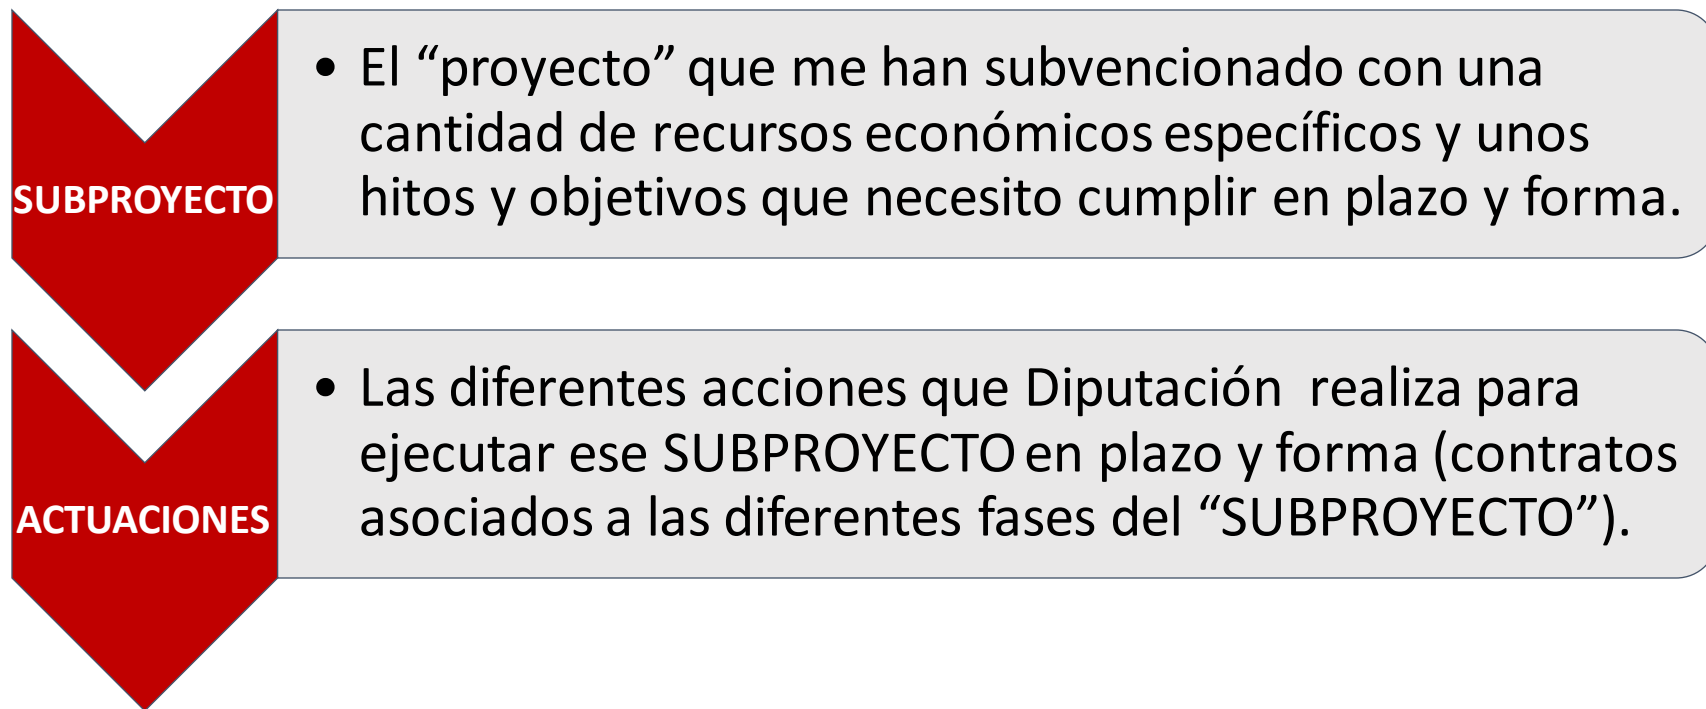 SUBPROYECTO
• El “proyecto” que me han subvencionado con una
cantidad de recursos económicos específicos y unos
hitos y objetivos que necesito cumplir en plazo y forma.
ACTUACIONES
• Las diferentes acciones que Diputación  realiza para
ejecutar ese SUBPROYECTO en plazo y forma (contratos
asociados a las diferentes fases del “SUBPROYECTO”).